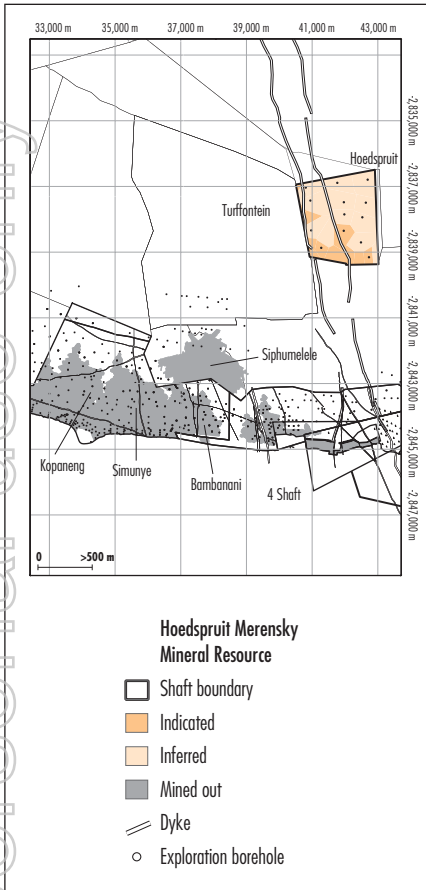 33,000 m 35,000 m 37,000 m 39,000 m 41,000 m 43,000 m
-2,835,000 m
Hoedspruit
-2,837,000 m
Turffontein
-2,839,000 m
-2,841,000 m
Siphumelele
-2,843,000 m
Kopaneng
Simunye
Bambanani
-2,845,000 m
4 Shaft
-2,847,000 m
0 >500 m
Hoedspruit Merensky
Mineral Resource
Shaft boundary
Indicated
Inferred
Mined out
Dyke
Exploration borehole